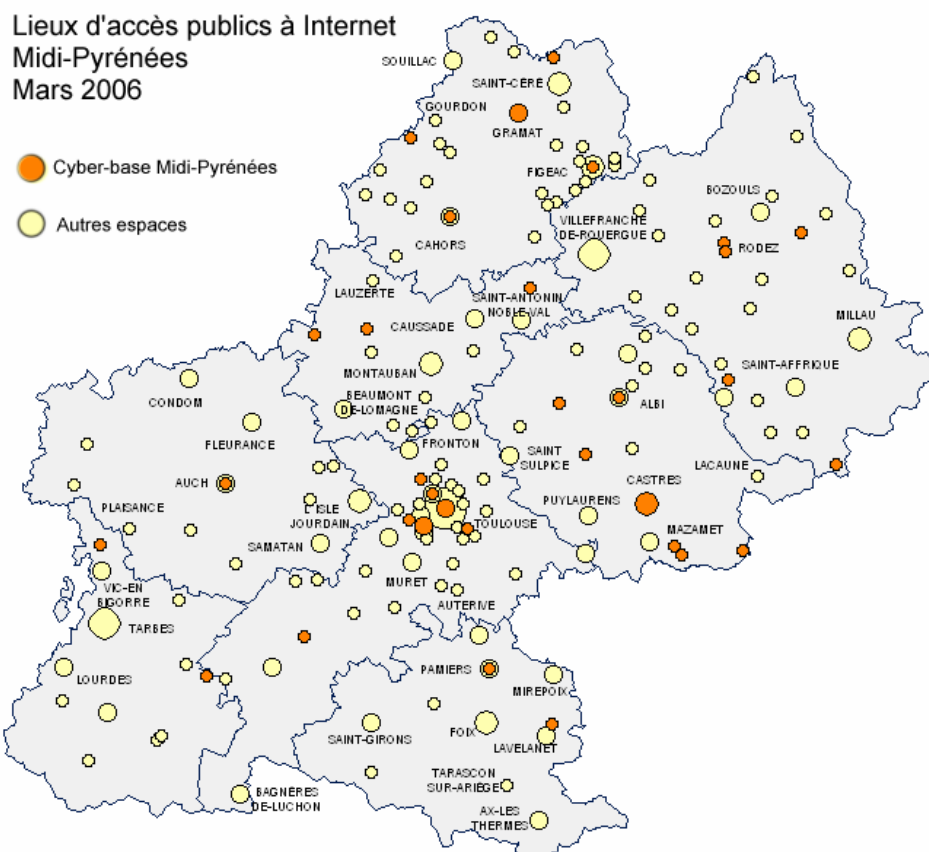 Lieux d'accès publics à Internet
Midi-Pyrénées
Mars 2006
Cyber-base Midi-Pyrénées
Autres espaces
SOUILLAC
SAINT-CÉRÉ
GOURDON
GRAMAT
FIGEAC
BOZOULS
VILLEFRANCHE
DE-ROUERGUE
CAHORS
RODEZ
LAUZERTE
SAINT-ANTONIN
NOBLE-VAL
CAUSSADE
MILLAU
MONTAUBAN
SAINT-AFFRIQUE
CONDOM
BEAUMONT
DE-LOMAGNE
ALBI
FLEURANCE
FRONTON
SAINT
SULPICE
LACAUNE
AUCH
CASTRES
PLAISANCE
L'ISLE
JOURDAIN
PUYLAURENS
TOULOUSE
MAZAMET
SAMATAN
MURET
VIC-EN
BIGORRE
AUTERIVE
TARBES
PAMIERS
MIREPOIX
LOURDES
SAINT-GIRONS
FOIX
LAVELANET
TARASCON
SUR-ARIÈGE
BAGNÈRES
DE-LUCHON
AX-LES
THERMES